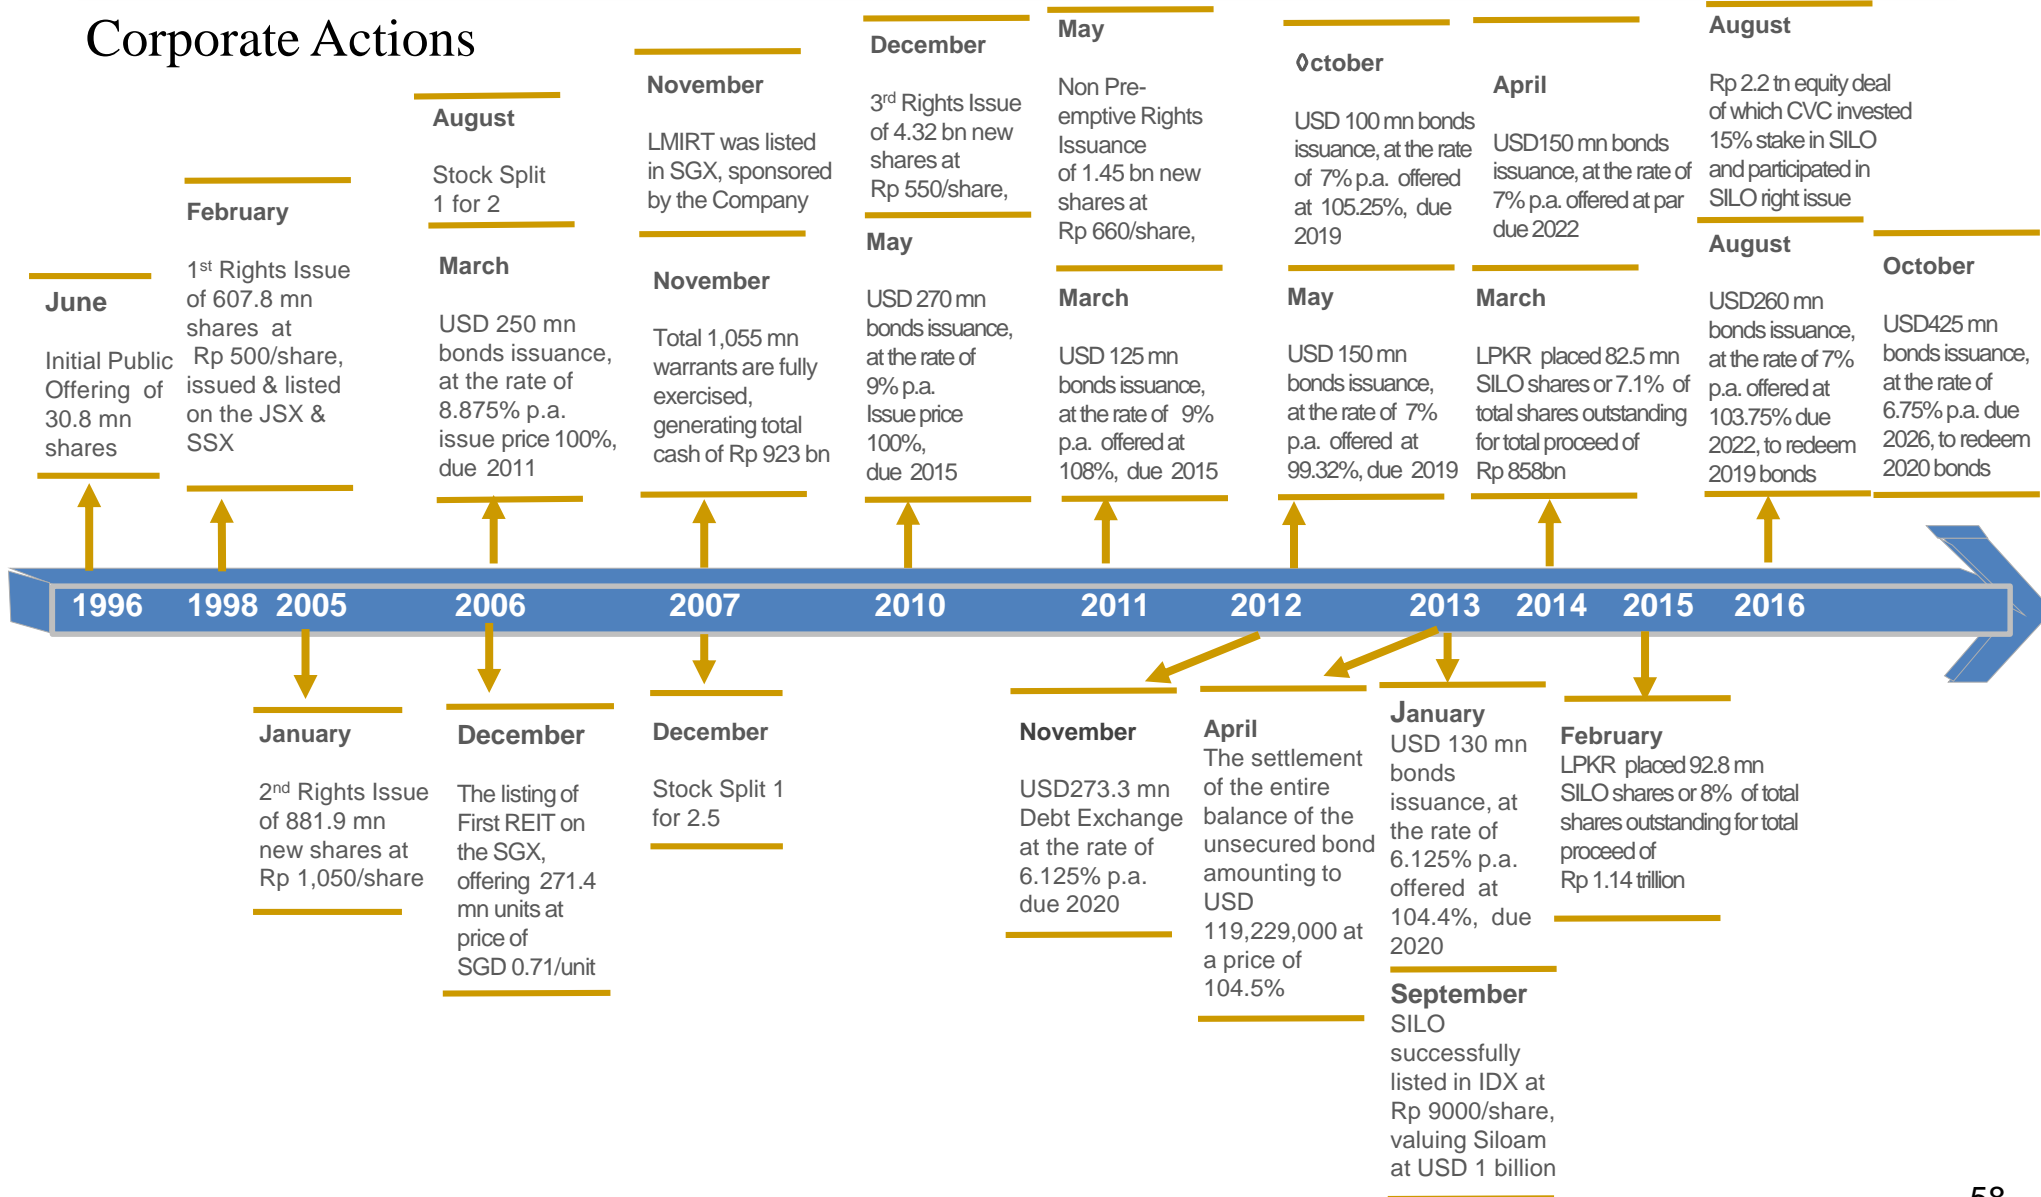 Corporate Actions
June
Initial Public
Offering of
30.8 mn
shares
February
1st Rights Issue
of 607.8 mn
shares at
Rp 500/share,
issued & listed
on the JSX &
SSX
August
Stock Split
1 for 2
March
USD 250 mn
bonds issuance,
at the rate of
8.875% p.a.
issue price 100%,
due 2011
November
LMIRT was listed
in SGX, sponsored
by the Company
November
Total 1,055 mn
warrants are fully
exercised,
generating total
cash of Rp 923 bn
December
3rd Rights Issue
of 4.32 bn new
shares at
Rp 550/share,
May
USD 270 mn
bonds issuance,
at the rate of
9% p.a.
Issue price
100%,
due 2015
May
Non Pre-
emptive Rights
Issuance
of 1.45 bn new
shares at
Rp 660/share,
March
USD 125 mn
bonds issuance,
at the rate of 9%
p.a. offered at
108%, due 2015
◊ctober
USD 100 mn bonds
issuance, at the rate
of 7% p.a. offered
at 105.25%, due
2019
May
USD 150 mn
bonds issuance,
at the rate of 7%
p.a. offered at
99.32%, due 2019
April
USD150 mn bonds
issuance, at the rate of
7% p.a. offered at par
due 2022
March
LPKR placed 82.5 mn
SILO shares or 7.1% of
total shares outstanding
for total proceed of
Rp 858bn
August
Rp 2.2 tn equity deal
of which CVC invested
15% stake in SILO
and participated in
SILO right issue
August
USD260 mn
bonds issuance,
at the rate of 7%
p.a. offered at
103.75% due
2022, to redeem
2019 bonds
October
USD425 mn
bonds issuance,
at the rate of
6.75% p.a. due
2026, to redeem
2020 bonds
1996 1998 2005 2006 2007 2010 2011 2012 2013 2014 2015 2016
January
2nd Rights Issue
of 881.9 mn
new shares at
Rp 1,050/share
December
The listing of
First REIT on
the SGX,
offering 271.4
mn units at
price of
SGD 0.71/unit
December
Stock Split 1
for 2.5
November
USD273.3 mn
Debt Exchange
at the rate of
6.125% p.a.
due 2020
April
The settlement
of the entire
balance of the
unsecured bond
amounting to
USD
119,229,000 at
a price of
104.5%
January
USD 130 mn
bonds
issuance, at
the rate of
6.125% p.a.
offered at
104.4%, due
2020
September
SILO
successfully
listed in IDX at
Rp 9000/share,
valuing Siloam
at USD 1 billion
February
LPKR placed 92.8 mn
SILO shares or 8% of total
shares outstanding for total
proceed of
Rp 1.14 trillion
58